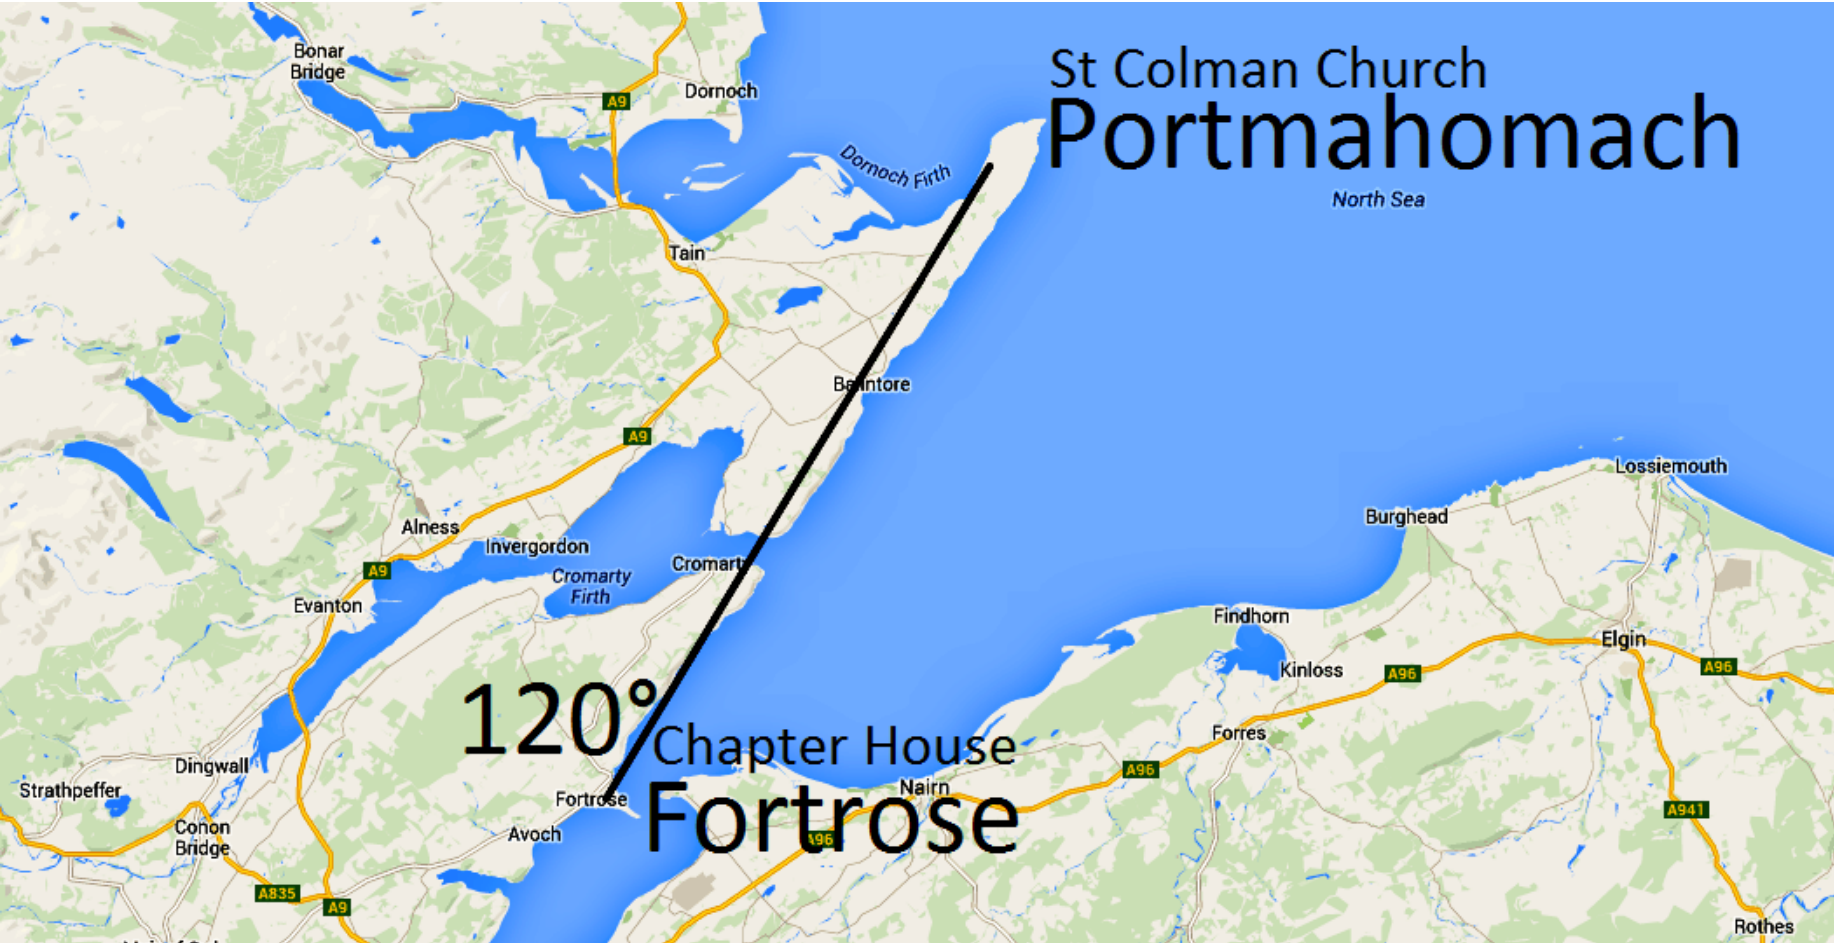 Bonar
Bridge
A9
Dornoch
St Colman Church
Portmahomach
Dornoch Firth
North Sea
Tain
Balintore
A9
Lossiemouth
Burghead
Alness
Invergordon
Cromarty
A9
Cromarty
Firth
Evanton
Findhorn
Elgin
Kinloss
A96
A96
120°
Chapter House
Fortrose
Forres
Dingwall
A96
Strathpeffer
Nairn
Fortrose
A941
Conon
Bridge
Avoch
A96
A835
A9
Rothes